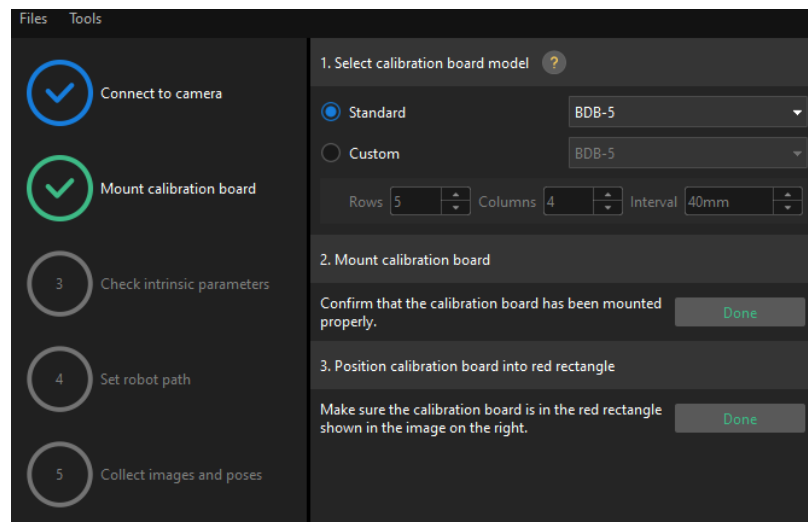 Files Tools
Connect to camera
Mount calibration board
3 Check intrinsic parameters
4 Set robot path
5 Collect images and poses
1. Select calibration board model ?
Standard BDB-5
Custom BDB-5
Rows 5 Columns 4 Interval 40mm
2. Mount calibration board
Confirm that the calibration board has been mounted
properly.
Done
3. Position calibration board into red rectangle
Make sure the calibration board is in the red rectangle
shown in the image on the right.
Done